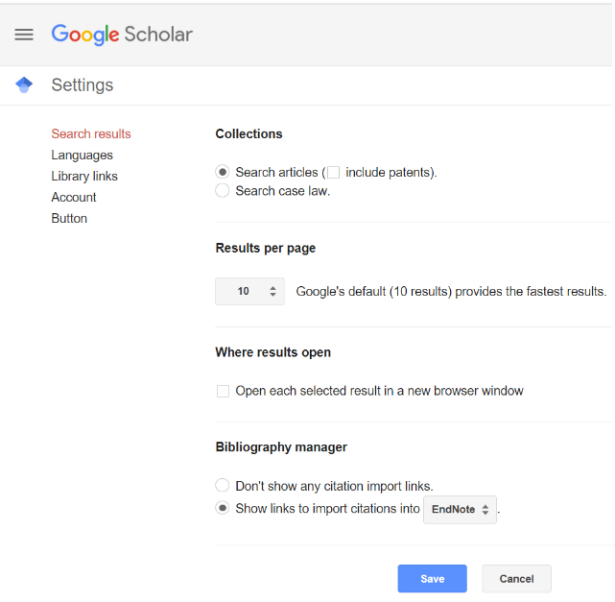 Google Scholar
Settings
Search results
Languages
Library links
Account
Button
Collections
Search articles ( include patents).
Search case law.
Results per page
10 Google's default (10 results) provides the fastest results.
Where results open
Open each selected result in a new browser window
Bibliography manager
Don't show any citation import links.
Show links to import citations into EndNote .
Save Cancel